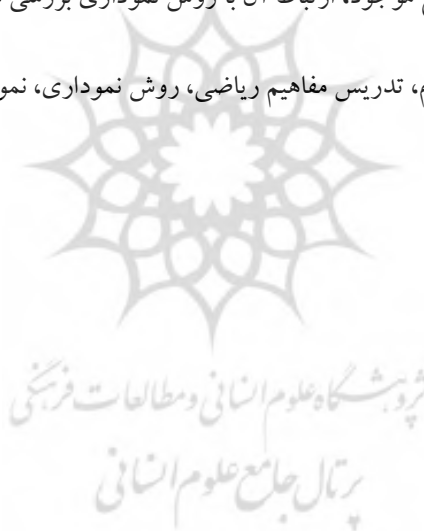 موجود، ارتباط آن با روش نموداری بررسی
تدریس مفاهیم ریاضی، روش نموداری،
پژوهشگاه علوم انسانی و مطالعات فرهنگی
پرتال جامع علوم انسانی